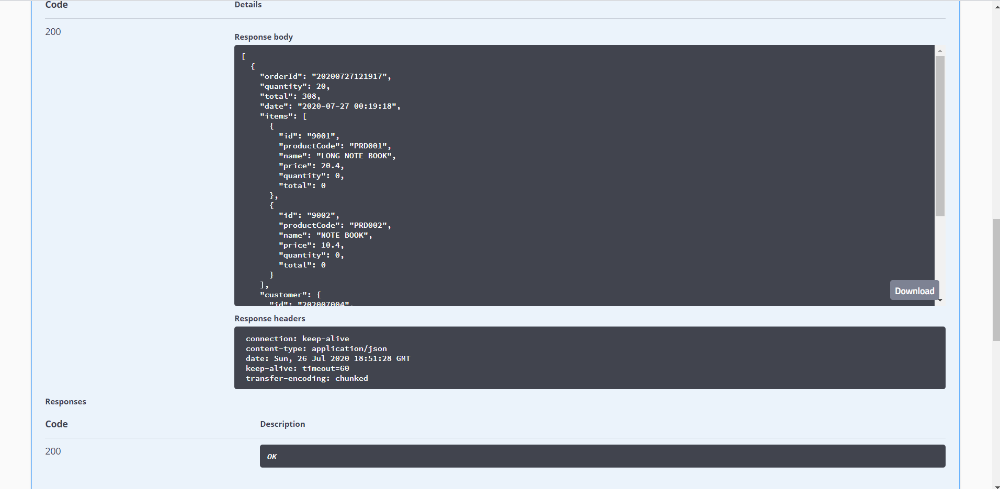 Code Details
200
Response body
[
  {
    "orderId": "20200727121917",
    "quantity": 20,
    "total": 308,
    "date": "2020-07-27 00:19:18",
    "items": [
      {
        "id": "9001",
        "productCode": "PRD001",
        "name": "LONG NOTE BOOK",
        "price": 20.4,
        "quantity": 0,
        "total": 0
      },
      {
        "id": "9002",
        "productCode": "PRD002",
        "name": "NOTE BOOK",
        "price": 10.4,
        "quantity": 0,
        "total": 0
      }
    ],
    "customer": {
      "id": "202007004",
Download
Response headers
connection: keep-alive
content-type: application/json
date: Sun, 26 Jul 2020 18:51:28 GMT
keep-alive: timeout=60
transfer-encoding: chunked
Responses
Code Description
200
OK